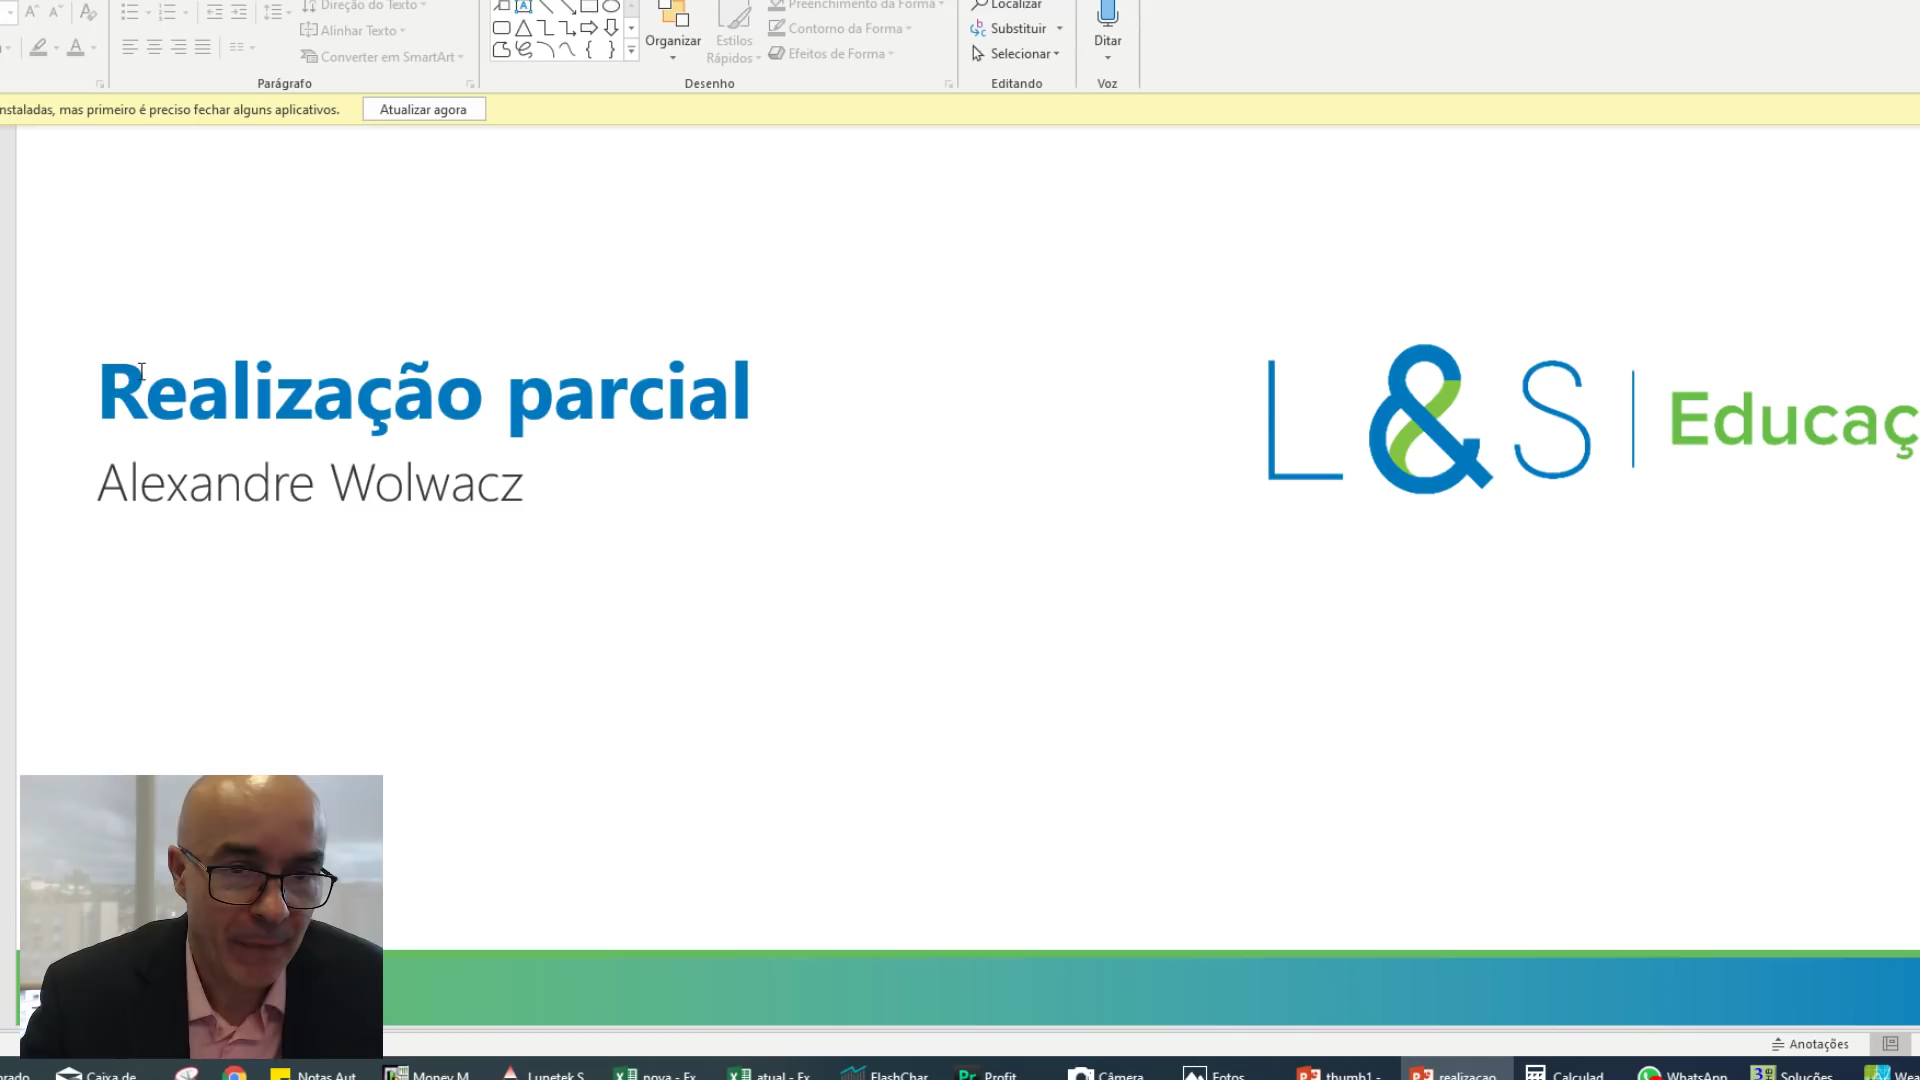 Direção do Texto
Localizar
Preenchimento da Forma
Alinhar Texto
Organizar
Estilos
Rápidos
Contorno da Forma
Substituir
Ditar
Converter em SmartArt
Efeitos de Forma
Selecionar
Parágrafo
Desenho
Editando
Voz
nstaladas, mas primeiro é preciso fechar alguns aplicativos.
Atualizar agora
Realização parcial
Alexandre Wolwacz
L&S
Educaç
Anotações
orado
Caixa de
Notas Aut
Money M
Lunetek S
nova - Ex
atual - Ex
FlashChar
Profit
Câmera
Fotos
thumb1 -
realizacao
Calculad
WhatsApp
Soluções
Wea